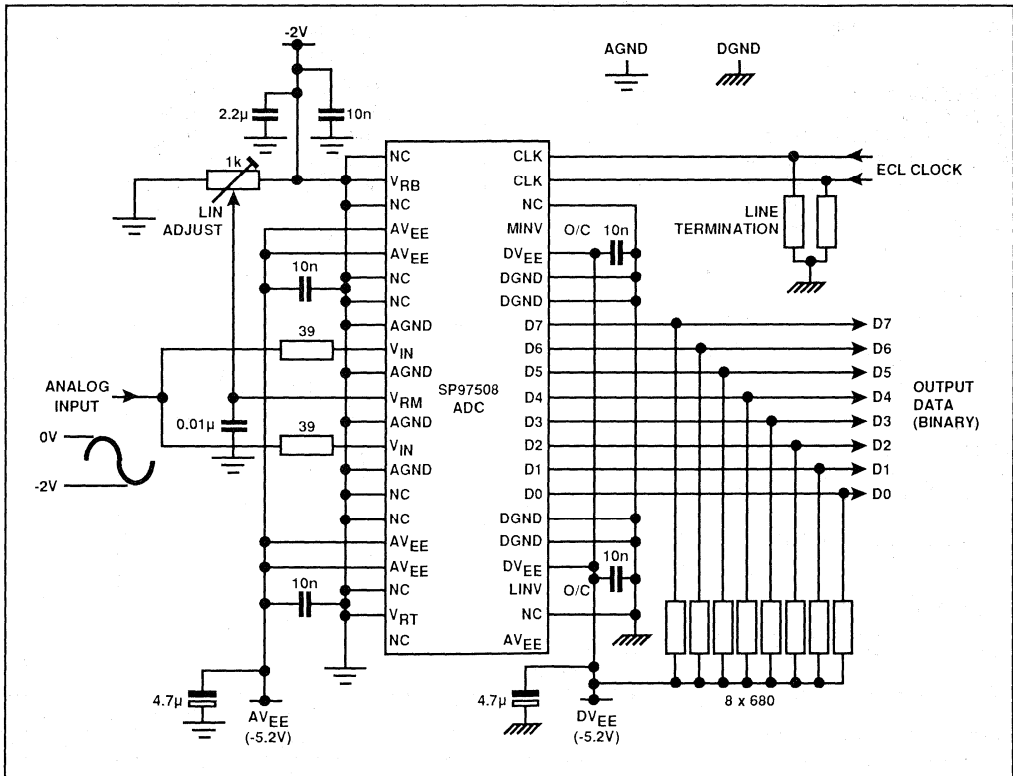 -2V
AGND
DGND
2.2µ
10n
1k
LIN
ADJUST
NC
VRB
NC
AVEE
AVEE
NC
NC
AGND
VIN
AGND
VRM
AGND
VIN
AGND
NC
NC
AVEE
AVEE
NC
VRT
NC
10n
39
0.01µ
39
10n
ANALOG
INPUT
0V
-2V
SP97508
ADC
CLK
CLK
NC
MINV
DVEE
DGND
DGND
D7
D6
D5
D4
D3
D2
D1
D0
DGND
DGND
DVEE
LINV
NC
AVEE
O/C
10n
O/C
10n
ECL CLOCK
LINE
TERMINATION
D7
D6
D5
D4
D3
D2
D1
D0
OUTPUT
DATA
(BINARY)
4.7µ
AVEE
(-5.2V)
4.7µ
DVEE
(-5.2V)
8 x 680